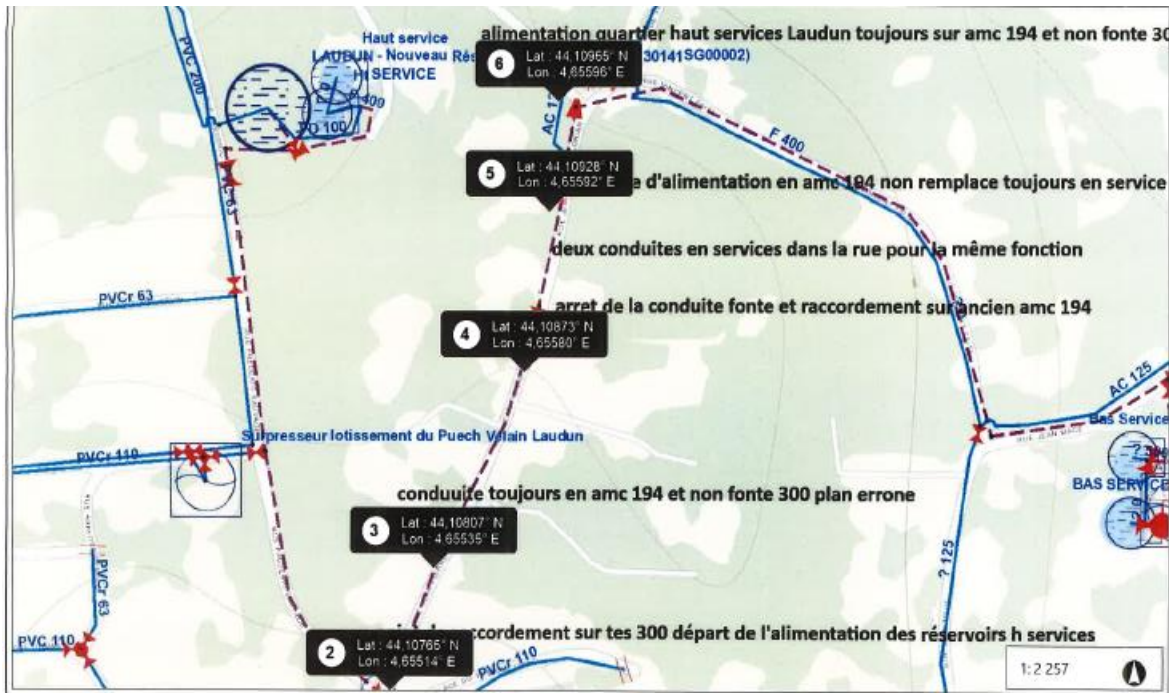 alimentation quartier haut services Laudun toujours sur amc 194 et non fonte 30
Haut service
LAUDUN - Nouveau Rés
30141SG00002)
SERVICE
PVC 200
6
Lat : 44,10965° N
Lon : 4,65596° E
F 400
5
Lat : 44,10928° N
Lon : 4,65592° E
d'alimentation en amc 194 non remplace toujours en service
deux conduites en services dans la rue pour la même fonction
PVCr 63
arret de la conduite fonte et raccordement sur ancien amc 194
4
Lat : 44,10873° N
Lon : 4,65580° E
AC 125
Bas Service
RUE JEAN MACE
Surpresseur lotissement du Puech Velain Laudun
PVCr 110
BAS SERVICE
conduuite toujours en amc 194 et non fonte 300 plan errone
3
Lat : 44,10807° N
Lon : 4,65535° E
? 125
PVCr 63
PVC 110
raccordement sur tes 300 départ de l'alimentation des réservoirs h services
2
Lat : 44,10765° N
Lon : 4,65514° E
PVCr 110
1: 2 257